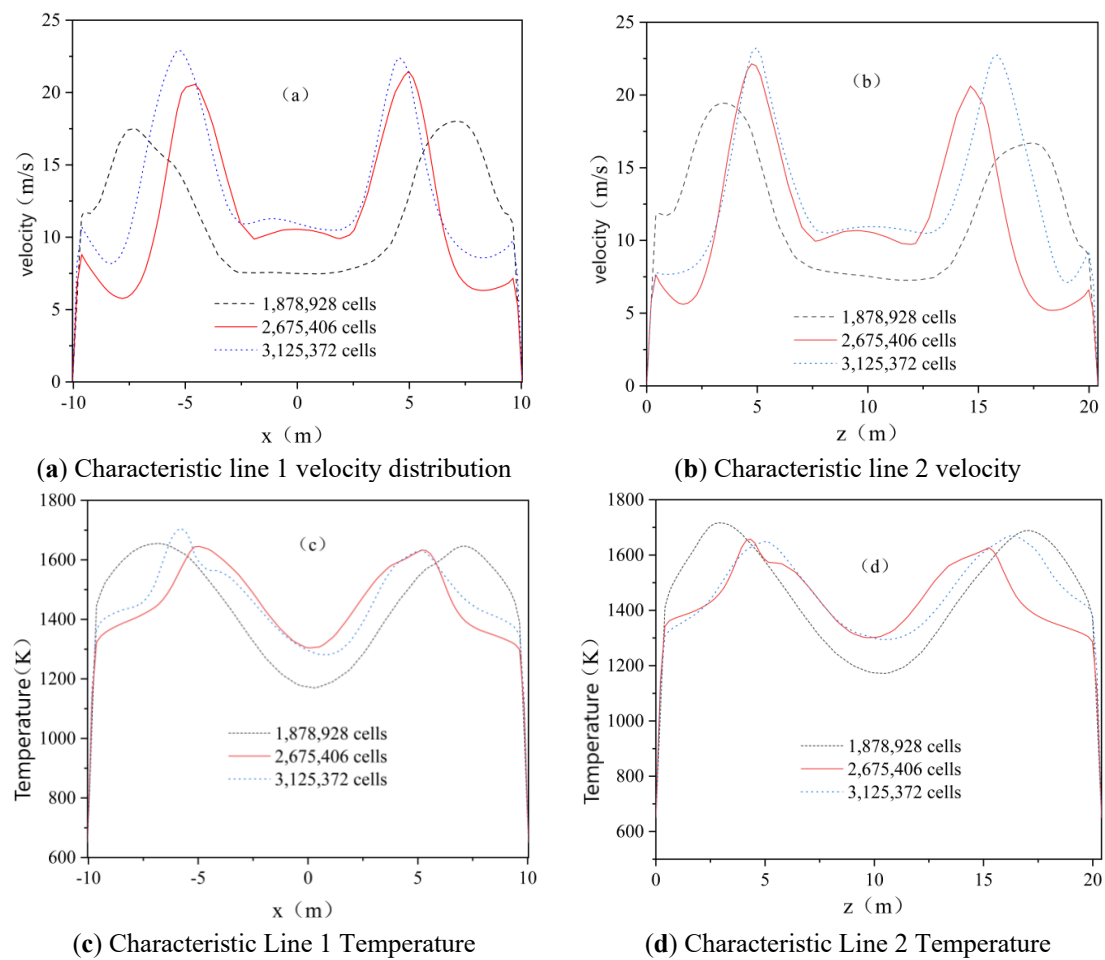 25
20
15
10
5
0
velocity（m/s）
（a）
1,878,928 cells
2,675,406 cells
3,125,372 cells
-10
-5
0
5
10
x（m）
(a) Characteristic line 1 velocity distribution
25
20
15
10
5
0
velocity（m/s）
（b）
1,878,928 cells
2,675,406 cells
3,125,372 cells
0
5
10
15
20
z（m）
(b) Characteristic line 2 velocity
1800
1600
1400
1200
1000
800
600
Temperature（K）
（c）
1,878,928 cells
2,675,406 cells
3,125,372 cells
-10
-5
0
5
10
x（m）
(c) Characteristic Line 1 Temperature
1800
1600
1400
1200
1000
800
600
Temperature（K）
（d）
1,878,928 cells
2,675,406 cells
3,125,372 cells
0
5
10
15
20
z（m）
(d) Characteristic Line 2 Temperature